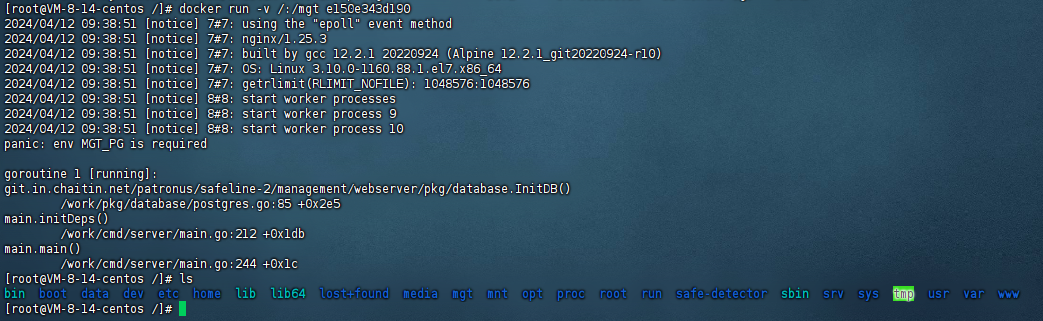 [root@VM-8-14-centos /]# docker run -v /:/mgt e150e343d190
2024/04/12 09:38:51 [notice] 7#7: using the "epoll" event method
2024/04/12 09:38:51 [notice] 7#7: nginx/1.25.3
2024/04/12 09:38:51 [notice] 7#7: built by gcc 12.2.1 20220924 (Alpine 12.2.1_git20220924-r10)
2024/04/12 09:38:51 [notice] 7#7: OS: Linux 3.10.0-1160.88.1.el7.x86_64
2024/04/12 09:38:51 [notice] 7#7: getrlimit(RLIMIT_NOFILE): 1048576:1048576
2024/04/12 09:38:51 [notice] 8#8: start worker processes
2024/04/12 09:38:51 [notice] 8#8: start worker process 9
2024/04/12 09:38:51 [notice] 8#8: start worker process 10
panic: env MGT_PG is required
goroutine 1 [running]:
git.in.chaitin.net/patronus/safeline-2/management/webserver/pkg/database.InitDB()
/work/pkg/database/postgres.go:85 +0x2e5
main.initDeps()
/work/cmd/server/main.go:212 +0x1db
main.main()
/work/cmd/server/main.go:244 +0x1c
[root@VM-8-14-centos /]# ls
bin boot data dev etc home lib lib64 lost+found media mgt mnt opt proc root run safe-detector sbin srv sys tmp usr var www
[root@VM-8-14-centos /]#